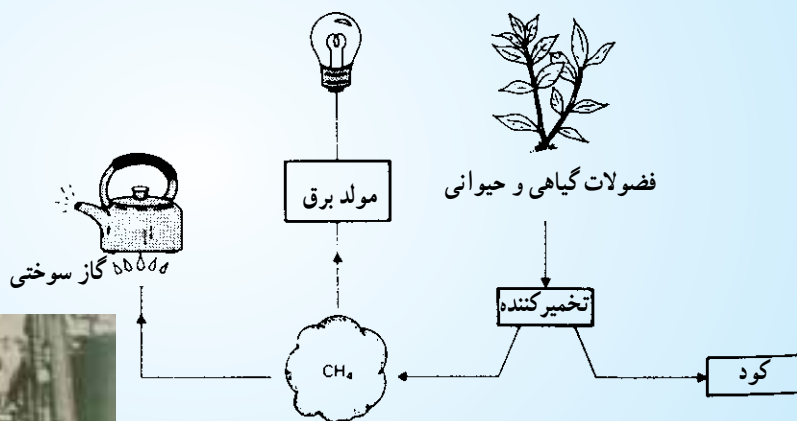 فضولات گیاهی و حیوانی
مولد برق
گاز سوختی
تخمیرکننده
CH₄
کود